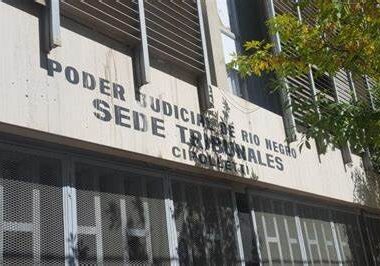 PODER JUDICIAL DE RIO NEGRO
SEDE TRIBUNALES
CIPOLLETTI